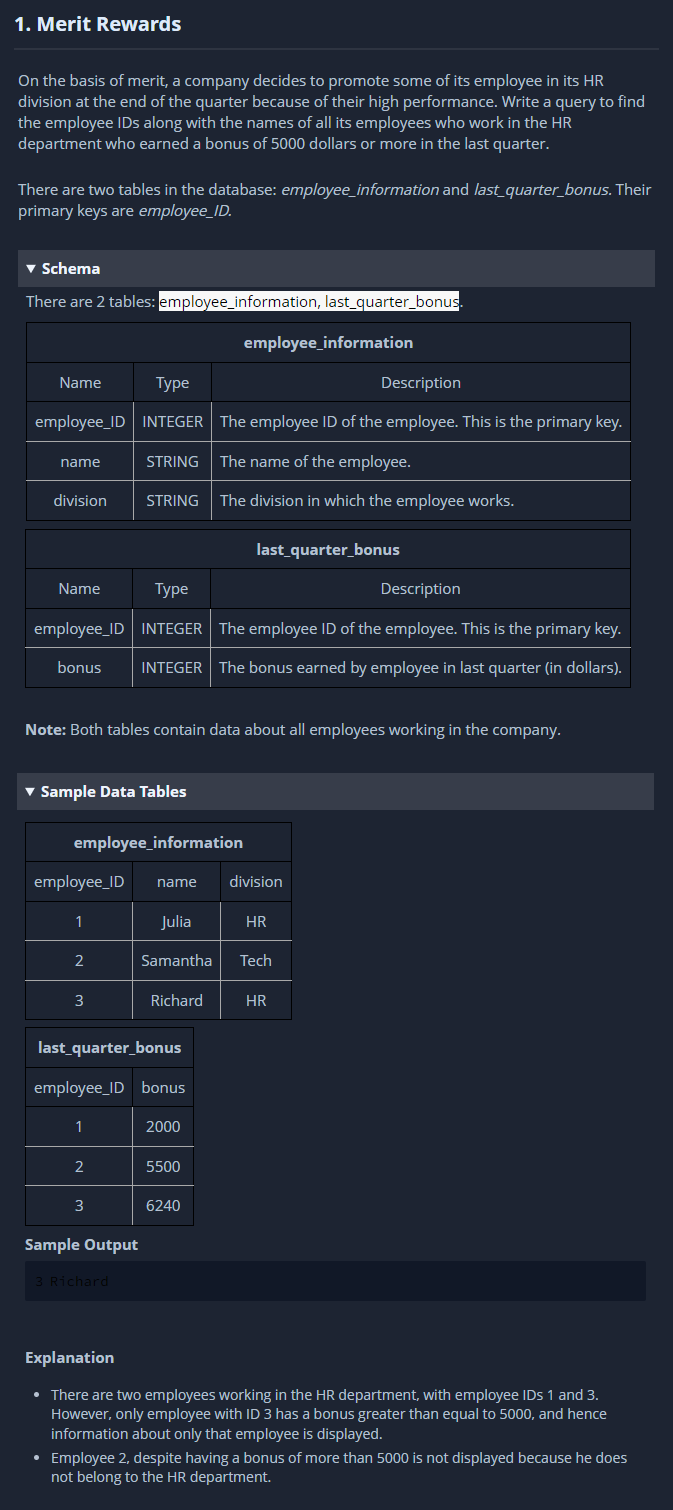 1. Merit Rewards
On the basis of merit, a company decides to promote some of its employee in its HR
division at the end of the quarter because of their high performance. Write a query to find
the employee IDs along with the names of all its employees who work in the HR
department who earned a bonus of 5000 dollars or more in the last quarter.
There are two tables in the database: employee_information and last_quarter_bonus. Their
primary keys are employee_ID.
▼ Schema
There are 2 tables: employee_information, last_quarter_bonus.
employee_information
Name Type Description
employee_ID INTEGER The employee ID of the employee. This is the primary key.
name STRING The name of the employee.
division STRING The division in which the employee works.
last_quarter_bonus
Name Type Description
employee_ID INTEGER The employee ID of the employee. This is the primary key.
bonus INTEGER The bonus earned by employee in last quarter (in dollars).
Note: Both tables contain data about all employees working in the company.
▼ Sample Data Tables
employee_information
employee_ID name division
1 Julia HR
2 Samantha Tech
3 Richard HR
last_quarter_bonus
employee_ID bonus
1 2000
2 5500
3 6240
Sample Output
3 Richard
Explanation
• There are two employees working in the HR department, with employee IDs 1 and 3.
However, only employee with ID 3 has a bonus greater than equal to 5000, and hence
information about only that employee is displayed.
• Employee 2, despite having a bonus of more than 5000 is not displayed because he does
not belong to the HR department.